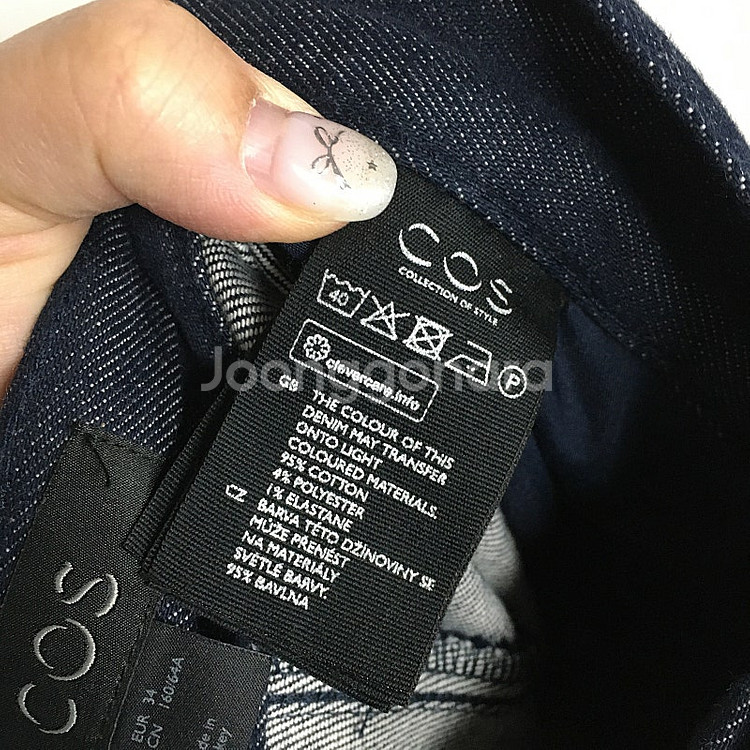 COS
COLLECTION OF STYLE
40
P
clevercare.info
GB THE COLOUR OF THIS
DENIM MAY TRANSFER
ONTO LIGHT
COLOURED MATERIALS.
95% COTTON
4% POLYESTER
1% ELASTANE
CZ BARVA TÉTO DŽÍNOVINY SE
MŮŽE PŘENÉST
NA MATERIÁLY
SVĚTLÉ BARVY.
95% BAVLNA
COS
EUR 34
CN 160/64A
Joongaonara